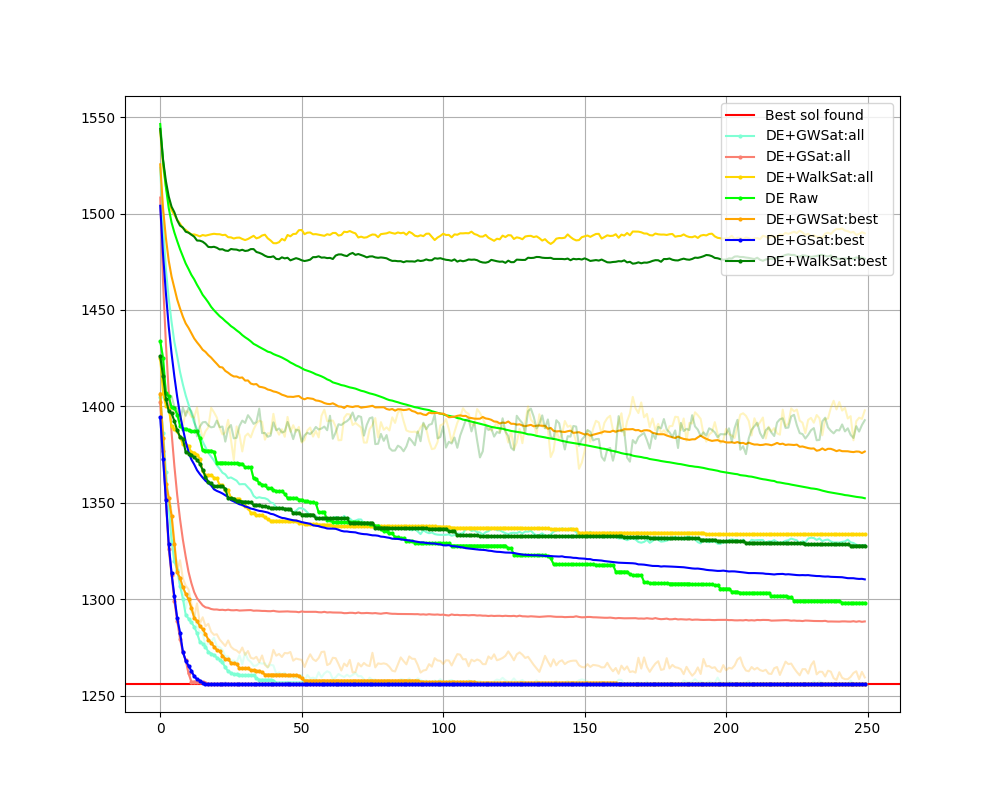 1550
1500
1450
1400
1350
1300
1250
0
50
100
150
200
250
Best sol found
DE+GWSat:all
DE+GSat:all
DE+WalkSat:all
DE Raw
DE+GWSat:best
DE+GSat:best
DE+WalkSat:best